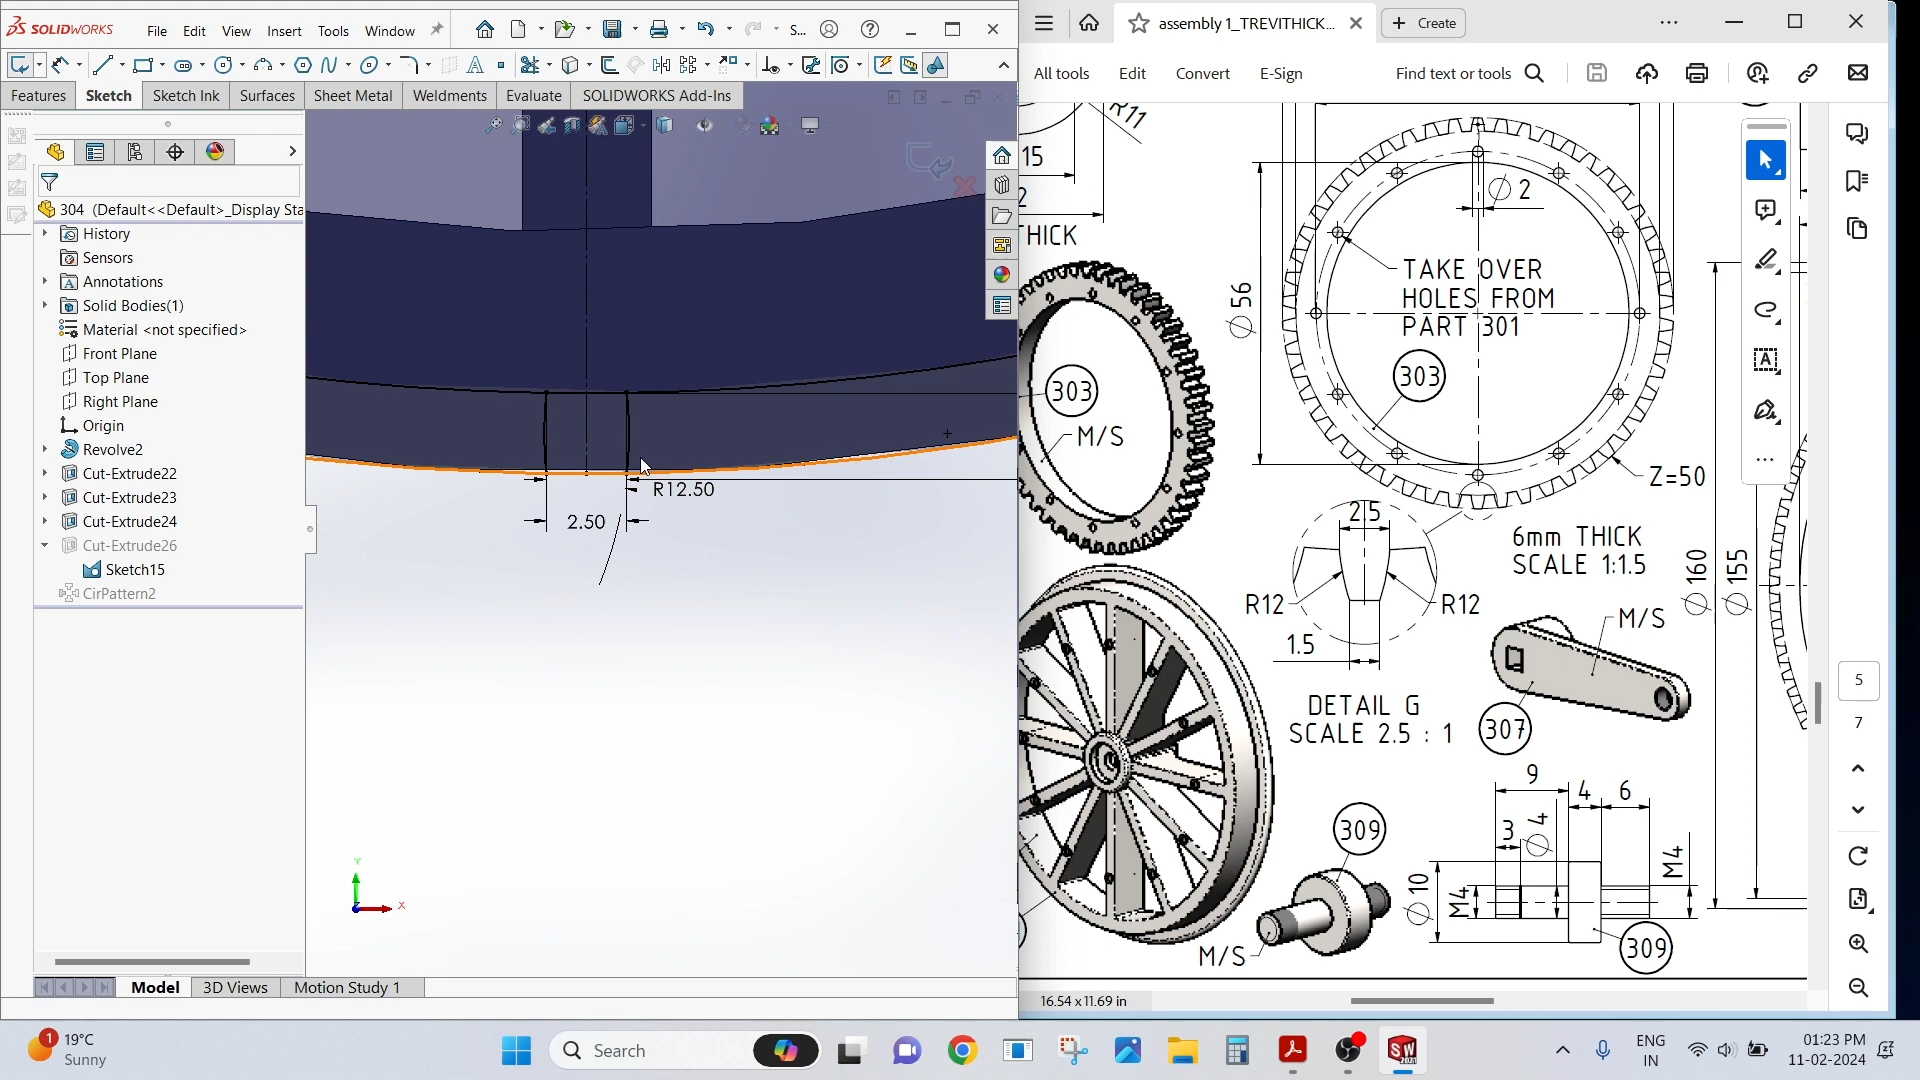 SOLIDWORKS
File Edit View Insert Tools Window
S...
Features Sketch Sketch Ink Surfaces Sheet Metal Weldments Evaluate SOLIDWORKS Add-Ins
304 (Default<<Default>_Display Sta
History
Sensors
Annotations
Solid Bodies(1)
Material <not specified>
Front Plane
Top Plane
Right Plane
Origin
Revolve2
Cut-Extrude22
Cut-Extrude23
Cut-Extrude24
Cut-Extrude26
Sketch15
CirPattern2
R12.50
2.50
Y
X
Z
Model 3D Views Motion Study 1
assembly 1_TREVITHICK...
Create
All tools Edit Convert E-Sign
Find text or tools
R11
15
2
THICK
∅ 2
∅ 56
TAKE OVER
HOLES FROM
PART 301
303
303
M/S
Z=50
2.5
6mm THICK
SCALE 1:1.5
R12
R12
1.5
DETAIL G
SCALE 2.5 : 1
∅ 160
∅ 155
M/S
307
9
4
6
3
∅ 4
M4
M4
∅ 10
309
309
M/S
5
7
16.54 x 11.69 in
1
19°C
Sunny
Search
SW
2021
ENG
IN
01:23 PM
11-02-2024